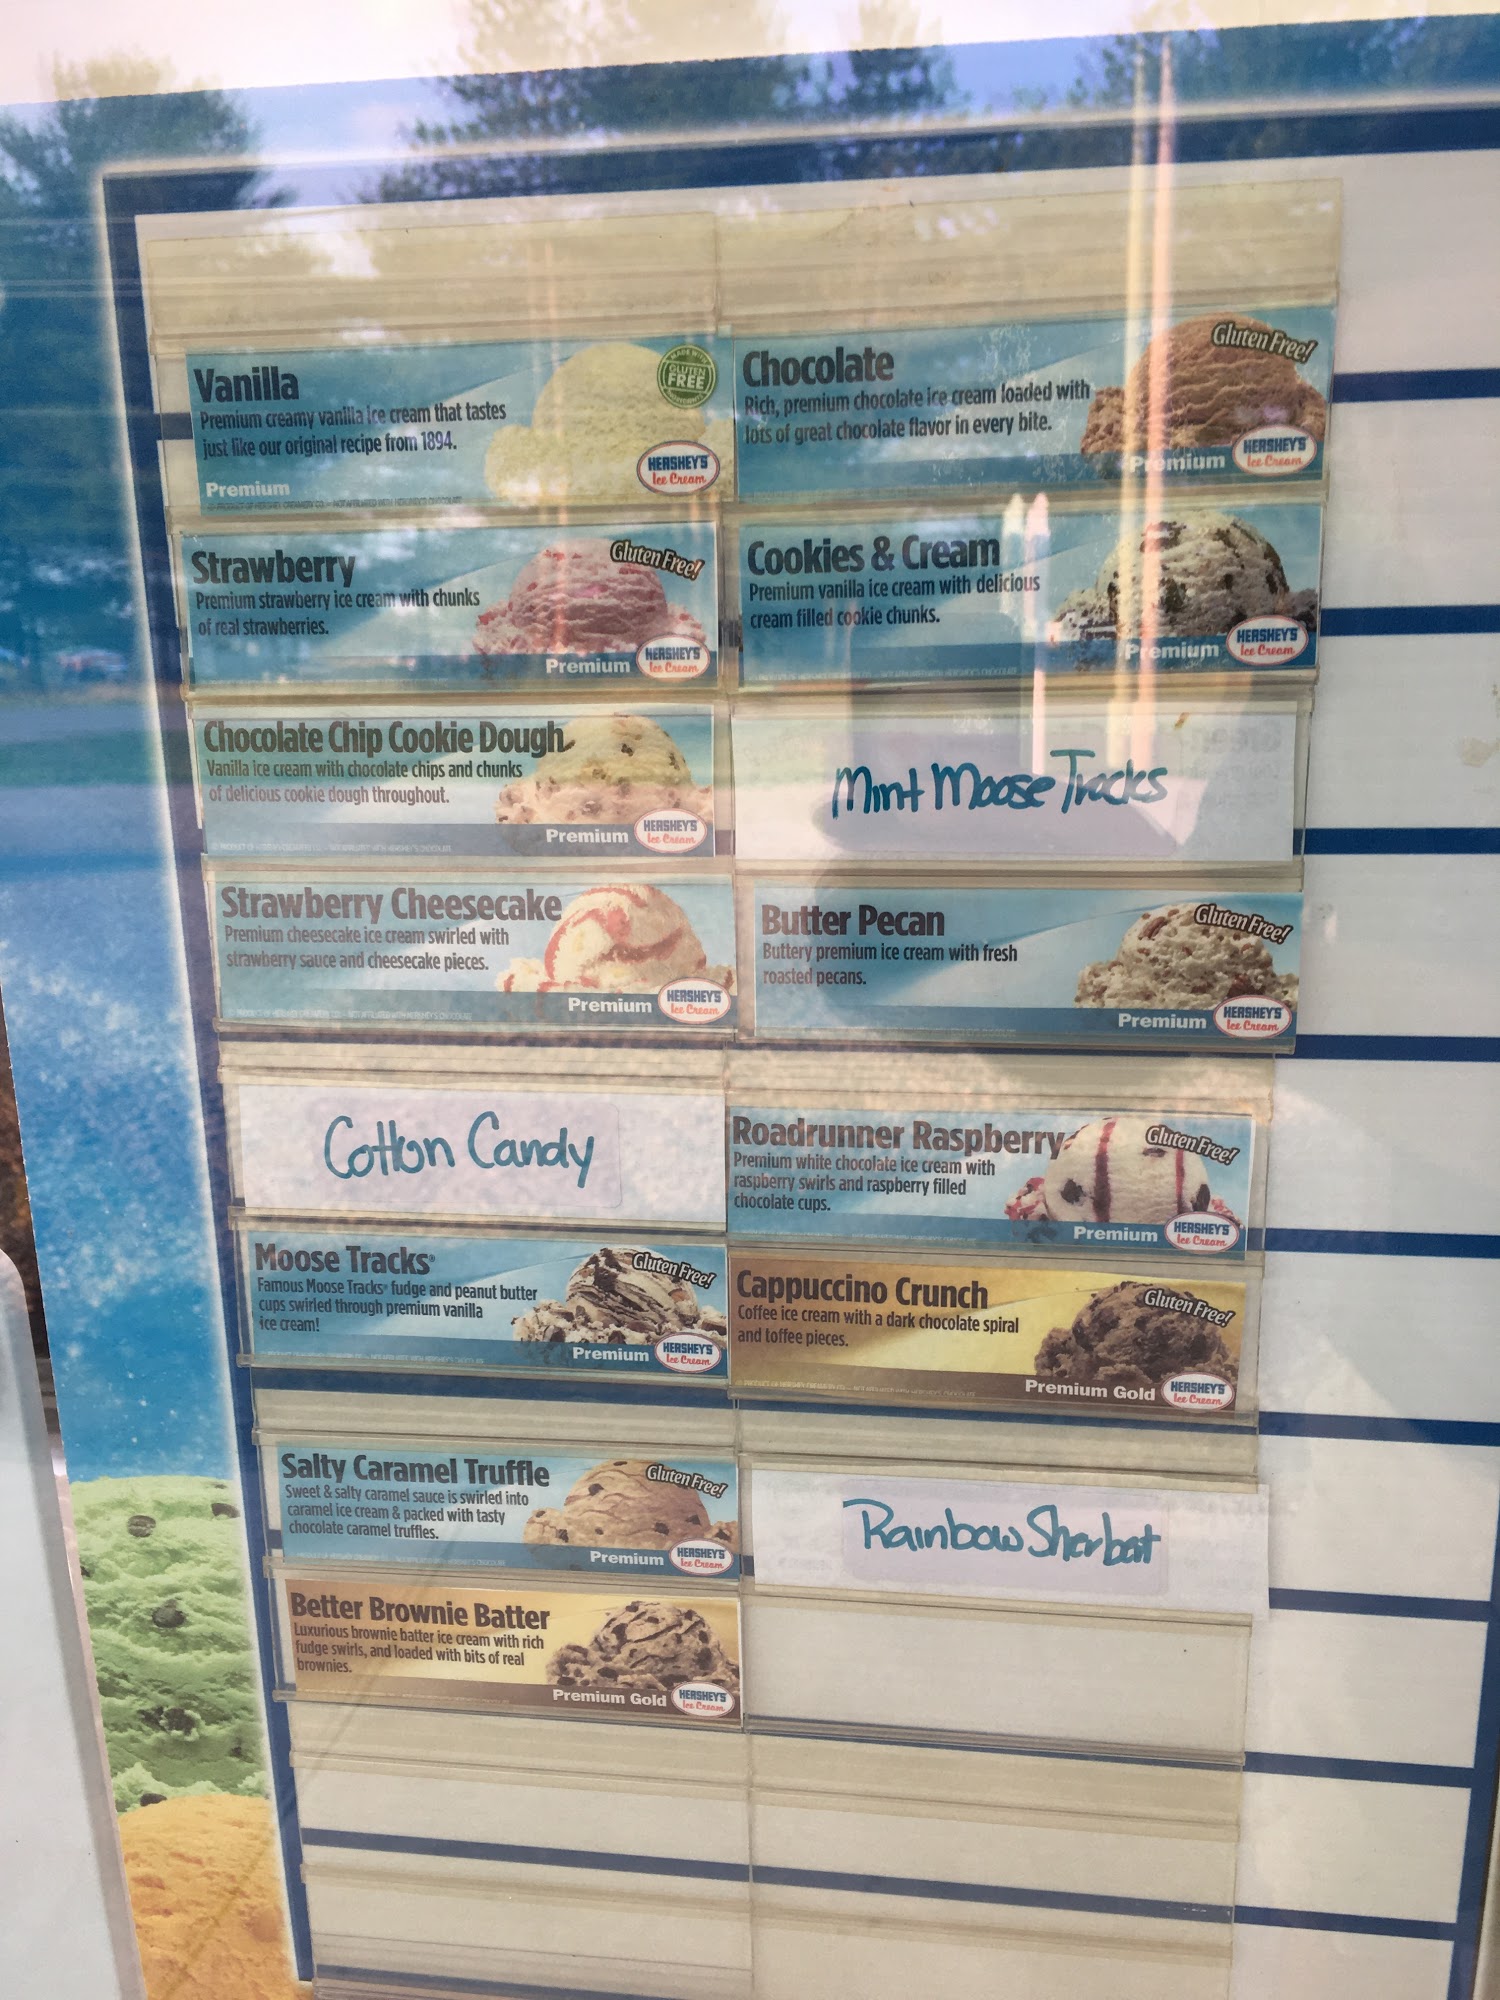 Vanilla
Premium creamy vanilla ice cream that tastes
just like our original recipe from 1894.
Premium
MADE WITH
GLUTEN
FREE
INGREDIENTS
HERSHEY'S
Ice Cream
Chocolate
Rich, premium chocolate ice cream loaded with
lots of great chocolate flavor in every bite.
Gluten Free!
Premium
HERSHEY'S
Ice Cream
Strawberry
Premium strawberry ice cream with chunks
of real strawberries.
Gluten Free!
Premium
HERSHEY'S
Ice Cream
Cookies & Cream
Premium vanilla ice cream with delicious
cream filled cookie chunks.
Premium
HERSHEY'S
Ice Cream
Chocolate Chip Cookie Dough
Vanilla ice cream with chocolate chips and chunks
of delicious cookie dough throughout.
Premium
HERSHEY'S
Ice Cream
Mint Moose Tracks
Strawberry Cheesecake
Premium cheesecake ice cream swirled with
strawberry sauce and cheesecake pieces.
Premium
HERSHEY'S
Ice Cream
Butter Pecan
Buttery premium ice cream with fresh
roasted pecans.
Gluten Free!
Premium
HERSHEY'S
Ice Cream
Cotton Candy
Roadrunner Raspberry
Premium white chocolate ice cream with
raspberry swirls and raspberry filled
chocolate cups.
Gluten Free!
Premium
HERSHEY'S
Ice Cream
Moose Tracks®
Famous Moose Tracks® fudge and peanut butter
cups swirled through premium vanilla
ice cream!
Gluten Free!
Premium
HERSHEY'S
Ice Cream
Cappuccino Crunch
Coffee ice cream with a dark chocolate spiral
and toffee pieces.
Gluten Free!
Premium Gold
HERSHEY'S
Ice Cream
Salty Caramel Truffle
Sweet & salty caramel sauce is swirled into
caramel ice cream & packed with tasty
chocolate caramel truffles.
Gluten Free!
Premium
HERSHEY'S
Ice Cream
Rainbow Sherbat
Better Brownie Batter
Luxurious brownie batter ice cream with rich
fudge swirls, and loaded with bits of real
brownies.
Premium Gold
HERSHEY'S
Ice Cream